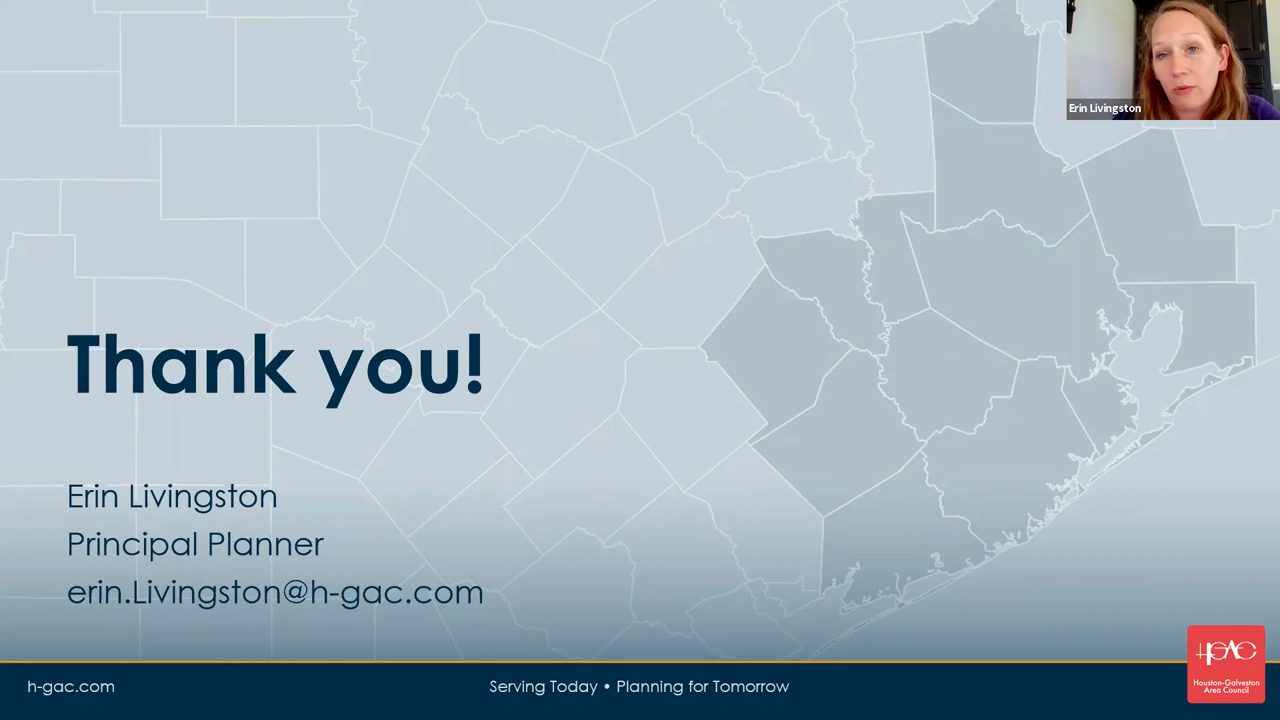 Erin Livingston
Thank you!
Erin Livingston
Principal Planner
erin.Livingston@h-gac.com
h-gac.com
Serving Today • Planning for Tomorrow
HGAC
Houston-Galveston
Area Council